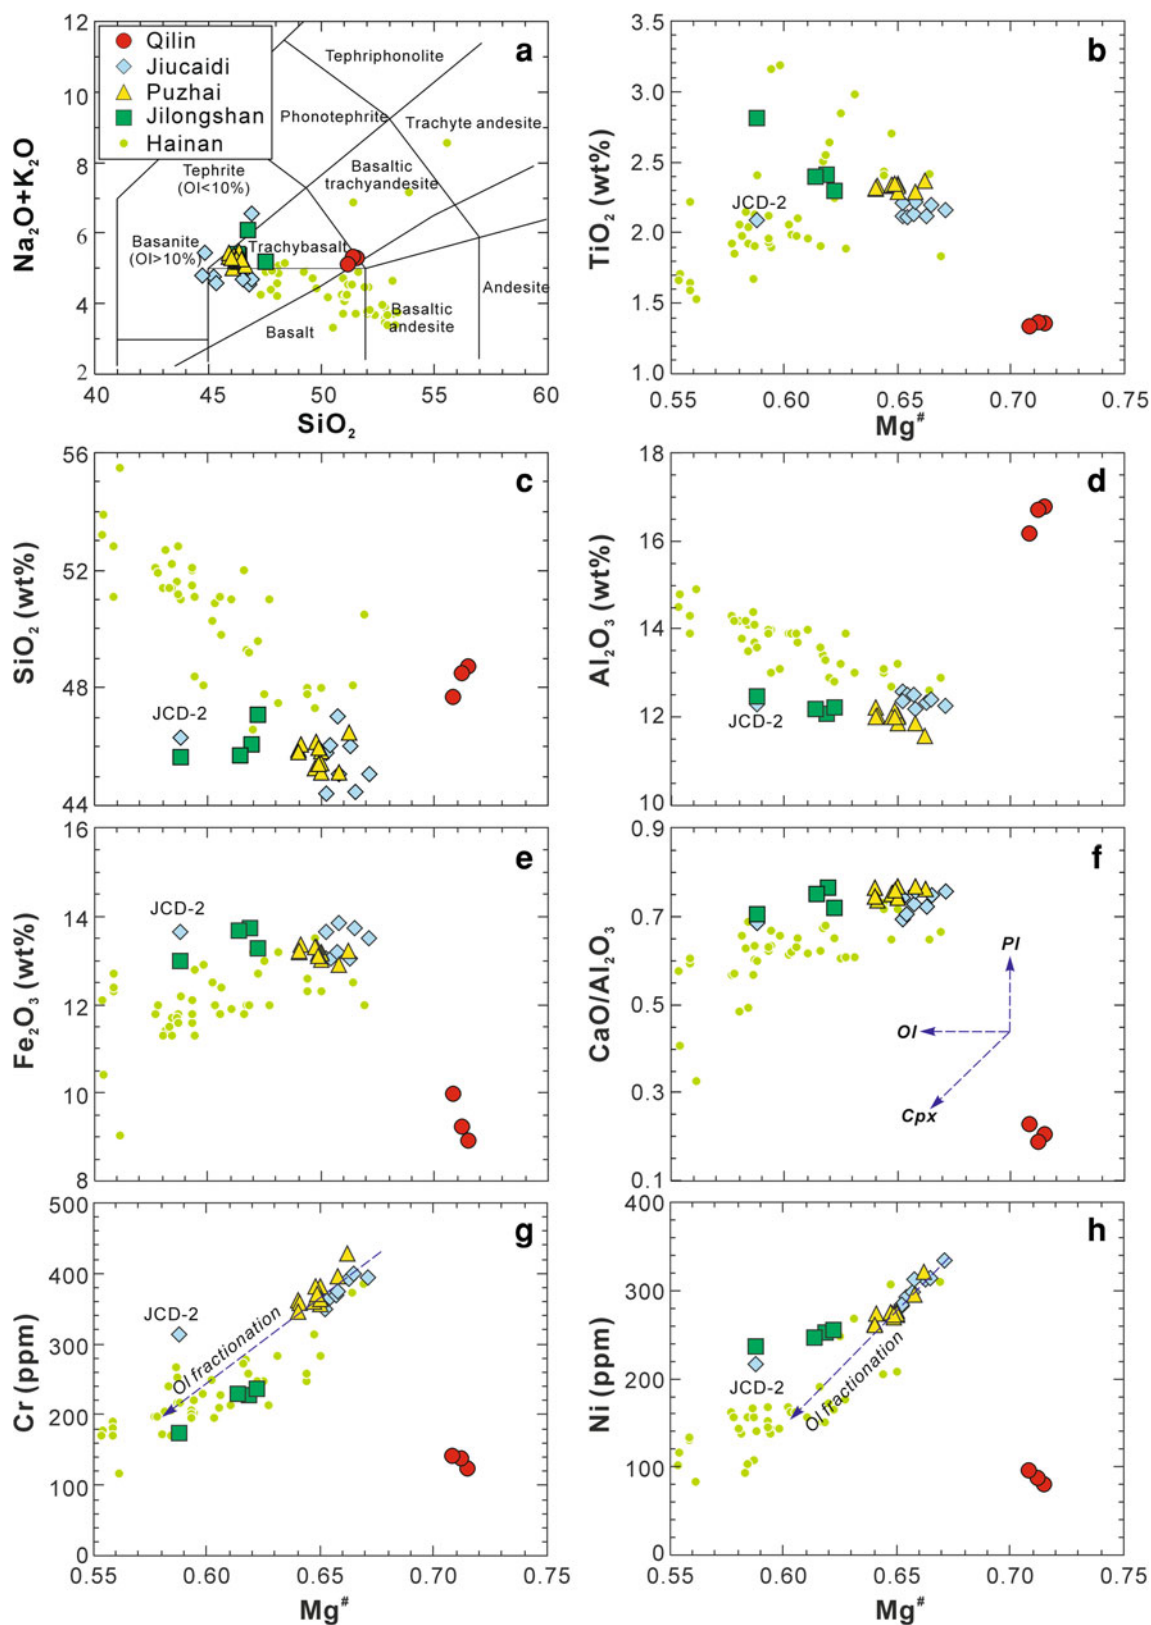 a
Qilin
Jiucaidi
Puzhai
Jilongshan
Hainan
Tephriphonolite
Phonotephrite
Trachyte andesite
Tephrite
(Ol<10%)
Basaltic
trachyandesite
Basanite
(Ol>10%)
Trachybasalt
Andesite
Basalt
Basaltic
andesite
12
10
8
6
4
2
40
45
50
55
60
Na2O+K2O
SiO2
b
3.5
3.0
2.5
2.0
1.5
1.0
JCD-2
0.55
0.60
0.65
0.70
0.75
TiO2 (wt%)
Mg#
c
56
52
48
44
JCD-2
SiO2 (wt%)
d
18
16
14
12
10
JCD-2
Al2O3 (wt%)
e
16
14
12
10
8
JCD-2
Fe2O3 (wt%)
f
0.9
0.7
0.5
0.3
0.1
Pl
Ol
Cpx
CaO/Al2O3
g
500
400
300
200
100
0
JCD-2
Ol fractionation
0.55
0.60
0.65
0.70
0.75
Cr (ppm)
Mg#
h
400
300
200
100
0
JCD-2
Ol fractionation
0.55
0.60
0.65
0.70
0.75
Ni (ppm)
Mg#